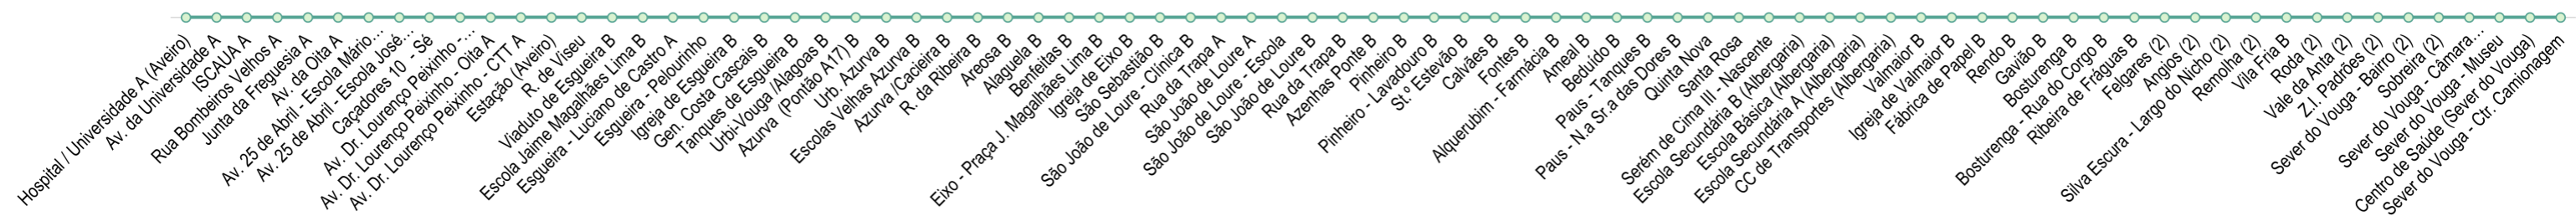 Hospital / Universidade A (Aveiro)
Av. da Universidade A
ISCAUA A
Rua Bombeiros Velhos A
Junta da Freguesia A
Av. da Oita A
Av. 25 de Abril - Escola Mário...
Av. 25 de Abril - Escola José...
Caçadores 10 - Sé
Av. Dr. Lourenço Peixinho -...
Av. Dr. Lourenço Peixinho - Oita A
Av. Dr. Lourenço Peixinho - CTT A
Estação (Aveiro)
R. de Viseu
Viaduto de Esgueira B
Escola Jaime Magalhães Lima B
Esgueira - Luciano de Castro A
Esgueira - Pelourinho
Igreja de Esgueira B
Gen. Costa Cascais B
Tanques de Esgueira B
Urbi-Vouga /Alagoas B
Azurva (Pontão A17) B
Urb. Azurva B
Escolas Velhas Azurva B
Azurva /Cacieira B
R. da Ribeira B
Areosa B
Alaguela B
Benfeitas B
Eixo - Praça J. Magalhães Lima B
Igreja de Eixo B
São Sebastião B
São João de Loure - Clínica B
Rua da Trapa A
São João de Loure A
São João de Loure - Escola
São João de Loure B
Rua da Trapa B
Azenhas Ponte B
Pinheiro B
Pinheiro - Lavadouro B
St.º Estevão B
Calvães B
Fontes B
Alquerubim - Farmácia B
Ameal B
Beduido B
Paus - Tanques B
Paus - N.a Sr.a das Dores B
Quinta Nova
Santa Rosa
Serém de Cima III - Nascente
Escola Secundária B (Albergaria)
Escola Básica (Albergaria)
Escola Secundária A (Albergaria)
CC de Transportes (Albergaria)
Valmaior B
Igreja de Valmaior B
Fábrica de Papel B
Rendo B
Gavião B
Bosturenga B
Bosturenga - Rua do Corgo B
Ribeira de Fráguas B
Felgares (2)
Angios (2)
Silva Escura - Largo do Nicho (2)
Remolha (2)
Vila Fria B
Roda (2)
Vale da Anta (2)
Z.I. Padrões (2)
Sever do Vouga - Bairro (2)
Sobreira (2)
Sever do Vouga - Câmara...
Sever do Vouga - Museu
Centro de Saúde (Sever do Vouga)
Sever do Vouga - Ctr. Camionagem